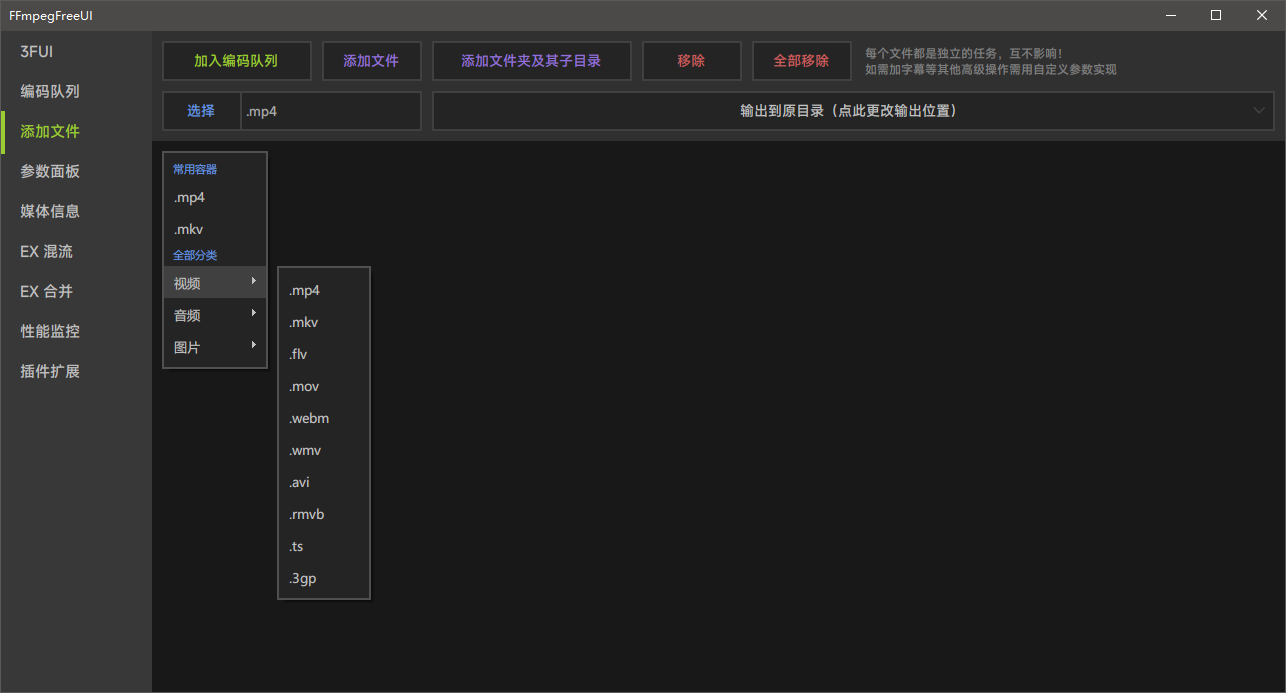 FFmpegFreeUI
3FUI
编码队列
添加文件
参数面板
媒体信息
EX 混流
EX 合并
性能监控
插件扩展
加入编码队列
添加文件
添加文件夹及其子目录
移除
全部移除
每个文件都是独立的任务，互不影响！
如需加字幕等其他高级操作需用自定义参数实现
选择
.mp4
输出到原目录（点此更改输出位置）
常用容器
.mp4
.mkv
全部分类
视频
音频
图片
.mp4
.mkv
.flv
.mov
.webm
.wmv
.avi
.rmvb
.ts
.3gp